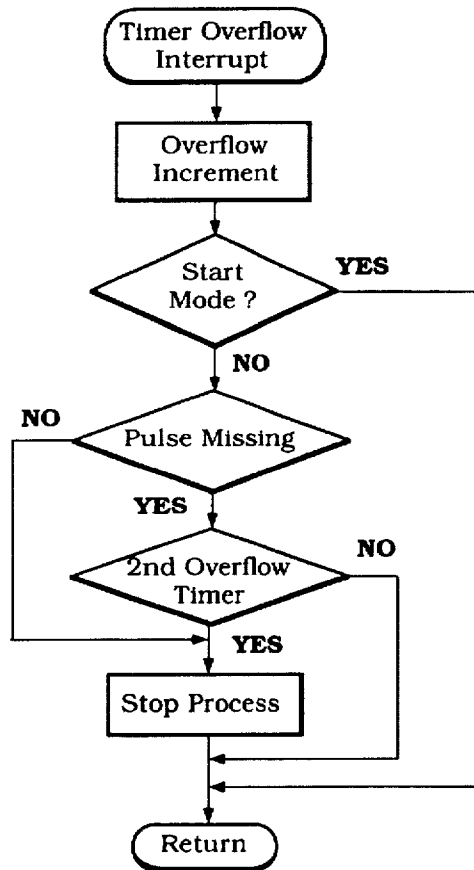 Timer Overflow
Interrupt
Overflow
Increment
Start
Mode ?
YES
NO
NO
Pulse Missing
YES
2nd Overflow
Timer
NO
YES
Stop Process
Return